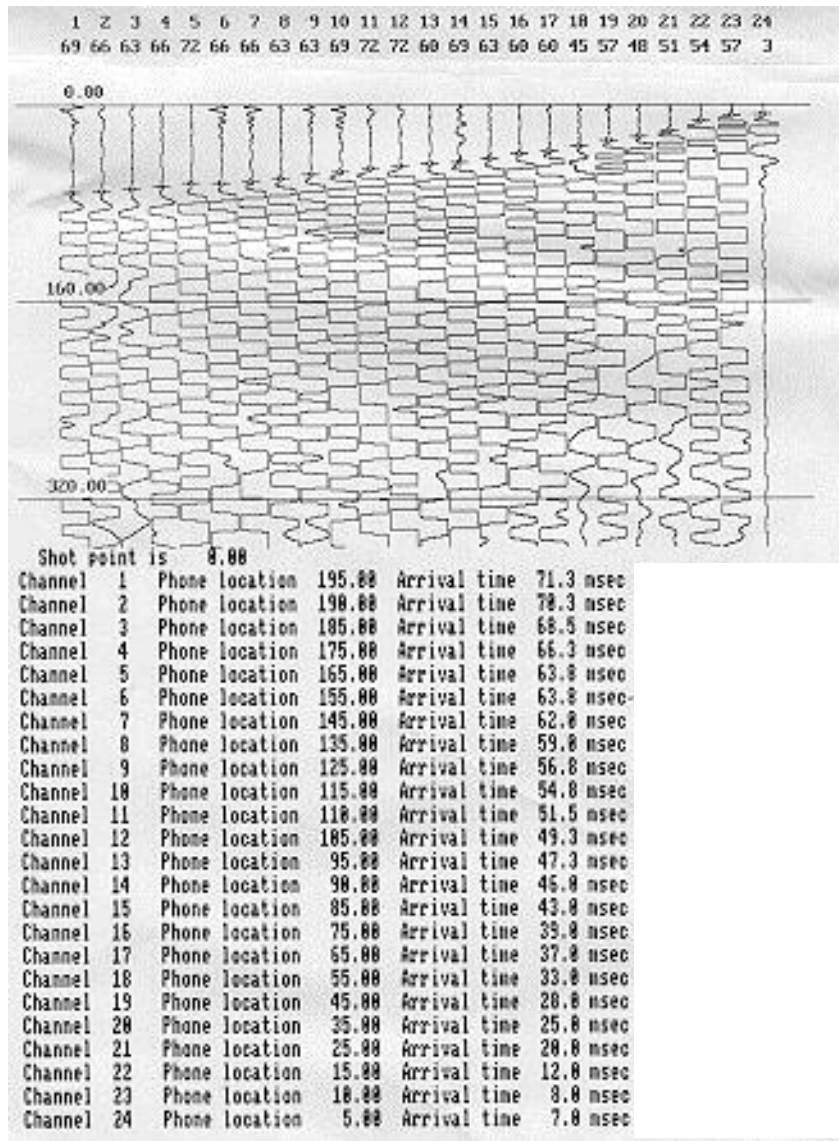 1 2 3 4 5 6 7 8 9 10 11 12 13 14 15 16 17 18 19 20 21 22 23 24
69 66 63 66 72 66 66 63 63 69 72 72 60 69 63 60 60 45 57 48 51 54 57 3
0.00
160.00
320.00
Shot point is 0.00
Channel 1 Phone location 195.00 Arrival time 71.3 msec
Channel 2 Phone location 190.00 Arrival time 70.3 msec
Channel 3 Phone location 185.00 Arrival time 68.5 msec
Channel 4 Phone location 175.00 Arrival time 66.3 msec
Channel 5 Phone location 165.00 Arrival time 63.8 msec
Channel 6 Phone location 155.00 Arrival time 63.8 msec
Channel 7 Phone location 145.00 Arrival time 62.0 msec
Channel 8 Phone location 135.00 Arrival time 59.0 msec
Channel 9 Phone location 125.00 Arrival time 56.8 msec
Channel 10 Phone location 115.00 Arrival time 54.8 msec
Channel 11 Phone location 110.00 Arrival time 51.5 msec
Channel 12 Phone location 105.00 Arrival time 49.3 msec
Channel 13 Phone location 95.00 Arrival time 47.3 msec
Channel 14 Phone location 90.00 Arrival time 46.0 msec
Channel 15 Phone location 85.00 Arrival time 43.0 msec
Channel 16 Phone location 75.00 Arrival time 39.0 msec
Channel 17 Phone location 65.00 Arrival time 37.0 msec
Channel 18 Phone location 55.00 Arrival time 33.0 msec
Channel 19 Phone location 45.00 Arrival time 28.0 msec
Channel 20 Phone location 35.00 Arrival time 25.0 msec
Channel 21 Phone location 25.00 Arrival time 20.0 msec
Channel 22 Phone location 15.00 Arrival time 12.0 msec
Channel 23 Phone location 10.00 Arrival time 8.0 msec
Channel 24 Phone location 5.00 Arrival time 7.0 msec